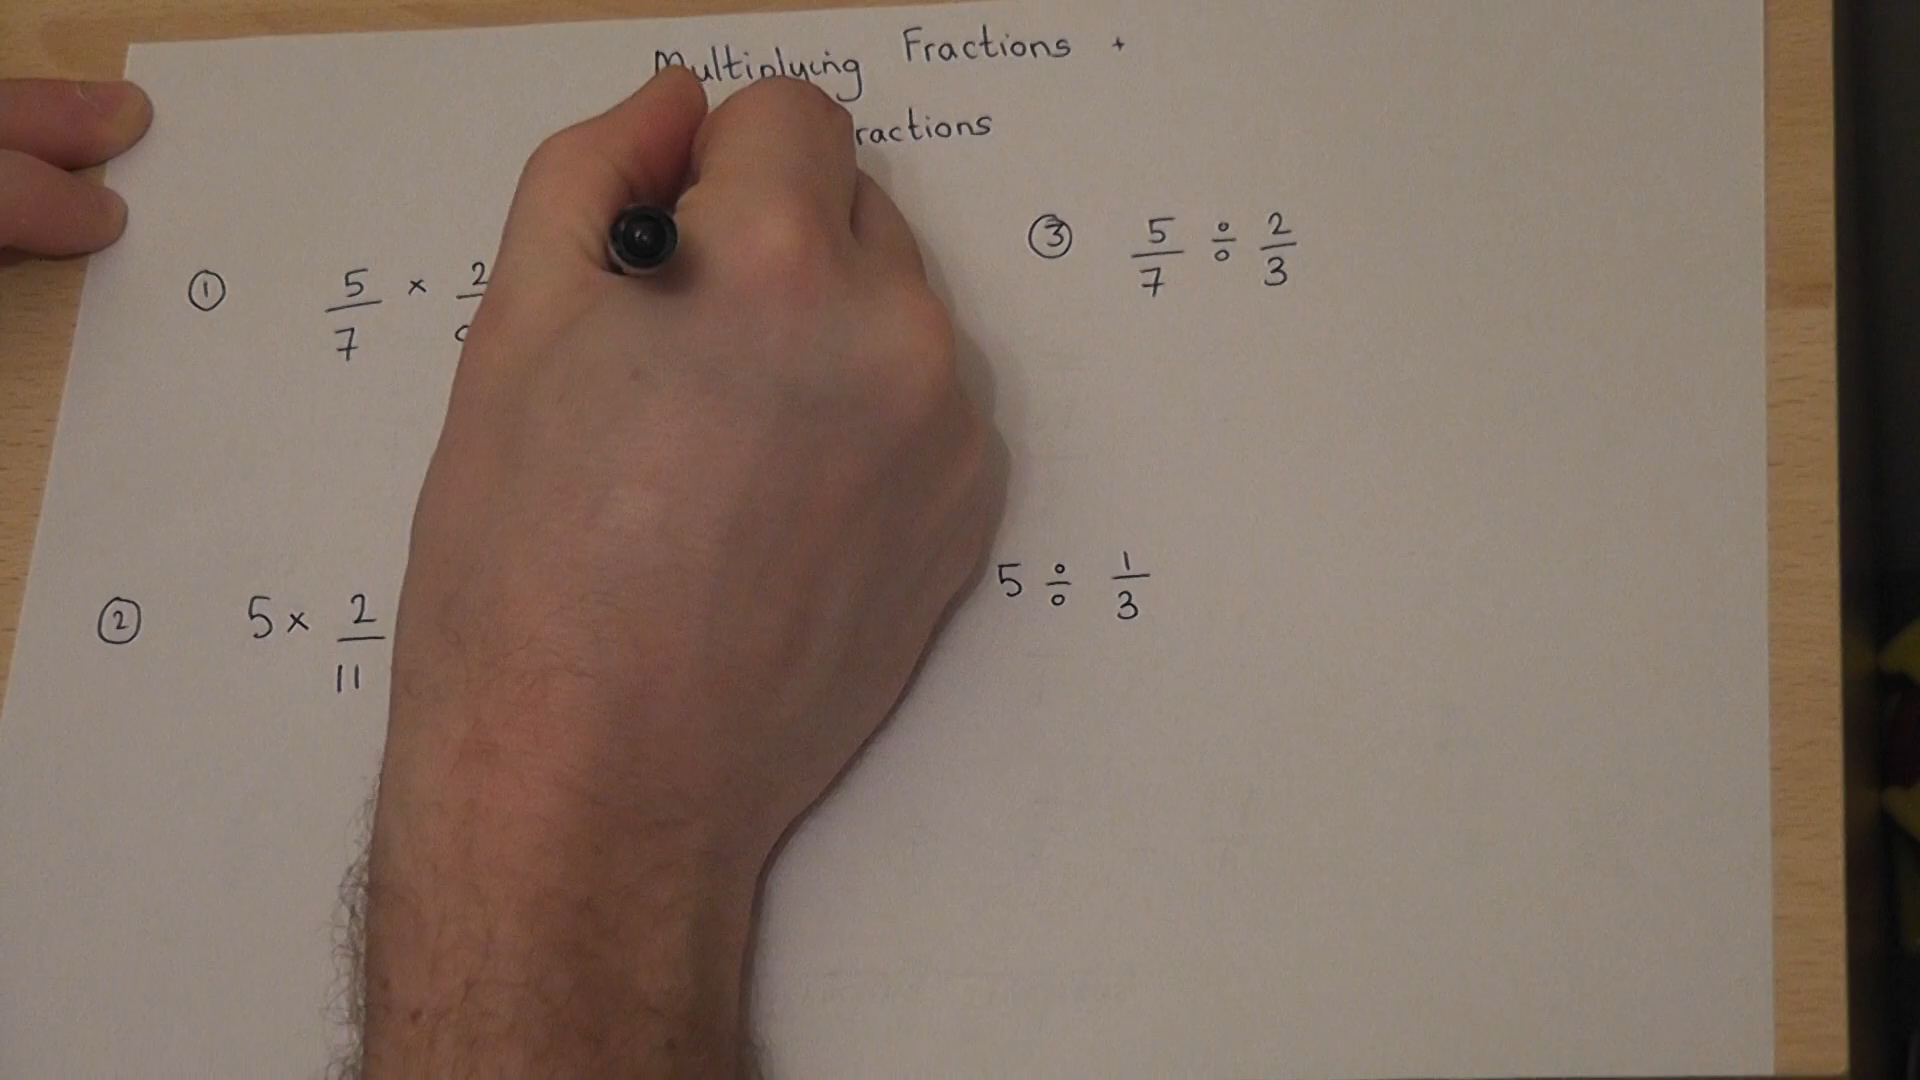 Multiplying Fractions +
ractions
① 5/7 × 2/
② 5 × 2/11
③ 5/7 ÷ 2/3
5 ÷ 1/3